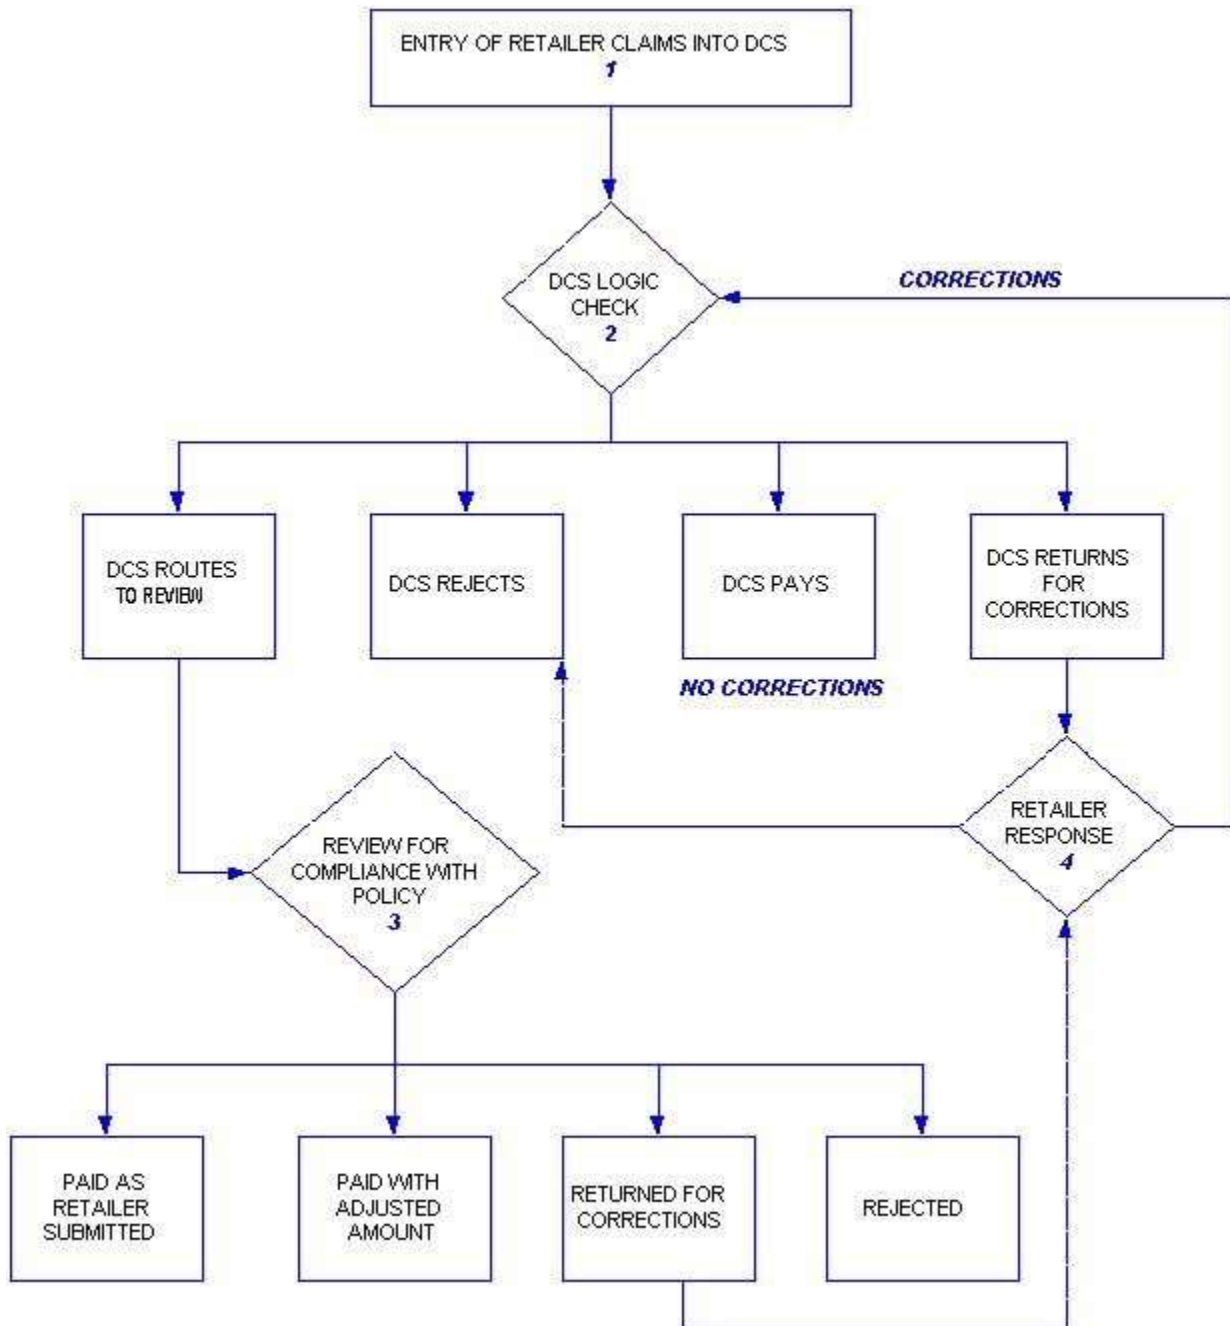 ENTRY OF RETAILER CLAIMS INTO DCS
1
DCS LOGIC
CHECK
2
CORRECTIONS
DCS ROUTES
TO REVIEW
DCS REJECTS
DCS PAYS
DCS RETURNS
FOR
CORRECTIONS
NO CORRECTIONS
RETAILER
RESPONSE
4
REVIEW FOR
COMPLIANCE WITH
POLICY
3
PAID AS
RETAILER
SUBMITTED
PAID WITH
ADJUSTED
AMOUNT
RETURNED FOR
CORRECTIONS
REJECTED